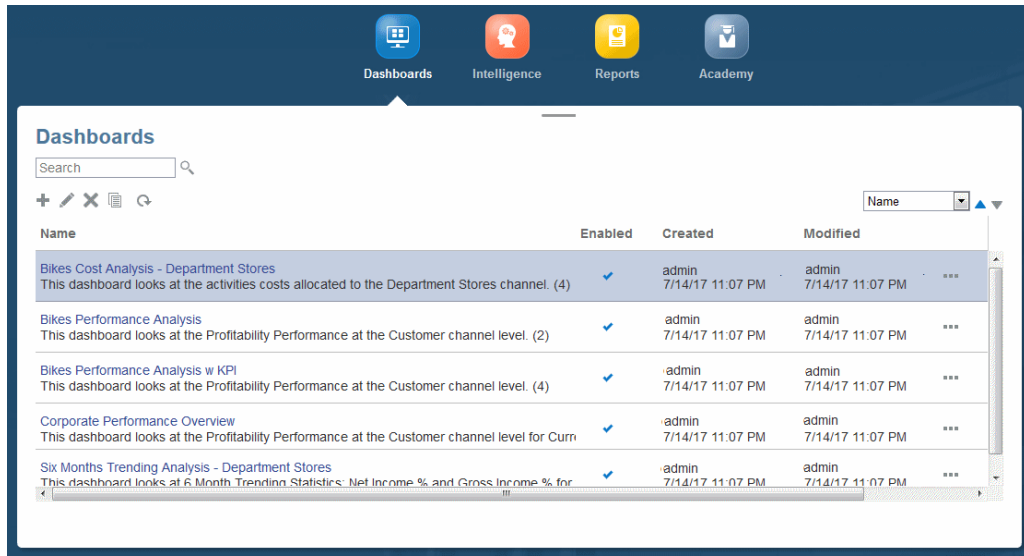 Dashboards Intelligence Reports Academy
Dashboards
Search
Name
Name Enabled Created Modified
Bikes Cost Analysis - Department Stores
This dashboard looks at the activities costs allocated to the Department Stores channel. (4)
admin admin
7/14/17 11:07 PM 7/14/17 11:07 PM
Bikes Performance Analysis
This dashboard looks at the Profitability Performance at the Customer channel level. (2)
admin admin
7/14/17 11:07 PM 7/14/17 11:07 PM
Bikes Performance Analysis w KPI
This dashboard looks at the Profitability Performance at the Customer channel level. (4)
admin admin
7/14/17 11:07 PM 7/14/17 11:07 PM
Corporate Performance Overview
This dashboard looks at the Profitability Performance at the Customer channel level for Curre
admin admin
7/14/17 11:07 PM 7/14/17 11:07 PM
Six Months Trending Analysis - Department Stores
This dashboard looks at 6 Month Trending Statistics: Net Income % and Gross Income % for
admin admin
7/14/17 11:07 PM 7/14/17 11:07 PM